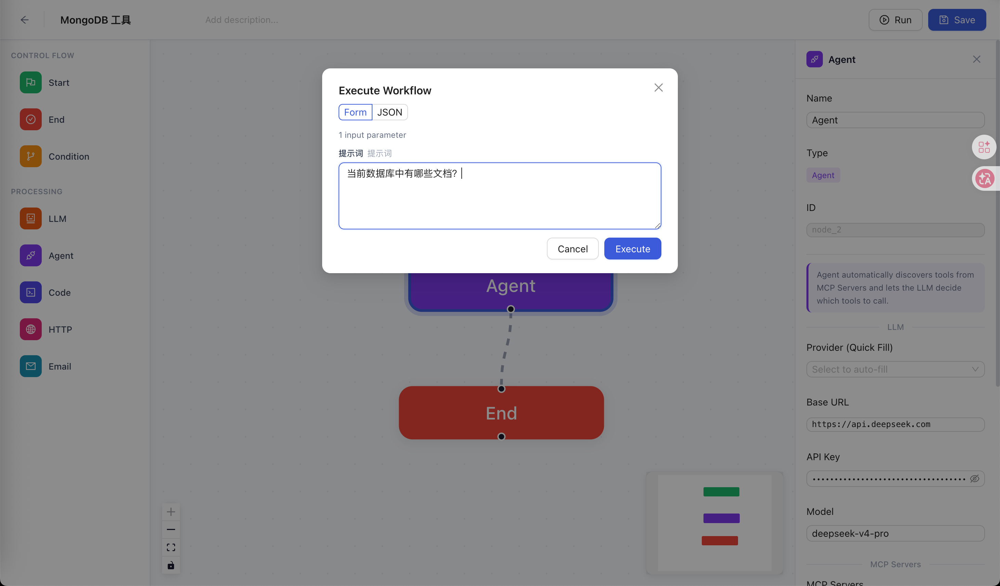 MongoDB 工具
Add description...
Run
Save
CONTROL FLOW
Start
End
Condition
PROCESSING
LLM
Agent
Code
HTTP
Email
Execute Workflow
Form
JSON
1 input parameter
提示词 提示词
当前数据库中有哪些文档?
Cancel
Execute
Agent
End
Agent
Name
Agent
Type
Agent
ID
node_2
Agent automatically discovers tools from
MCP Servers and lets the LLM decide
which tools to call.
LLM
Provider (Quick Fill)
Select to auto-fill
Base URL
https://api.deepseek.com
API Key
Model
deepseek-v4-pro
MCP Servers
MCP Servers